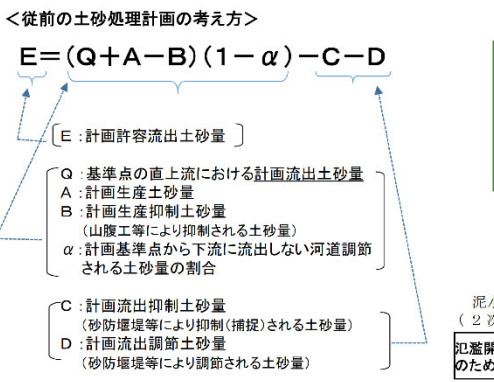 ＜従前の土砂処理計画の考え方＞
E=(Q+A-B)(1-α)-C-D
E：計画許容流出土砂量
Q：基準点の直上流における計画流出土砂量
A：計画生産土砂量
B：計画生産抑制土砂量
（山腹工等により抑制される土砂量）
α：計画基準点から下流に流出しない河道調節
される土砂量の割合
C：計画流出抑制土砂量
（砂防堰堤等により抑制（捕捉）される土砂量）
D：計画流出調節土砂量
（砂防堰堤等により調節される土砂量）
（２
氾濫開
のため